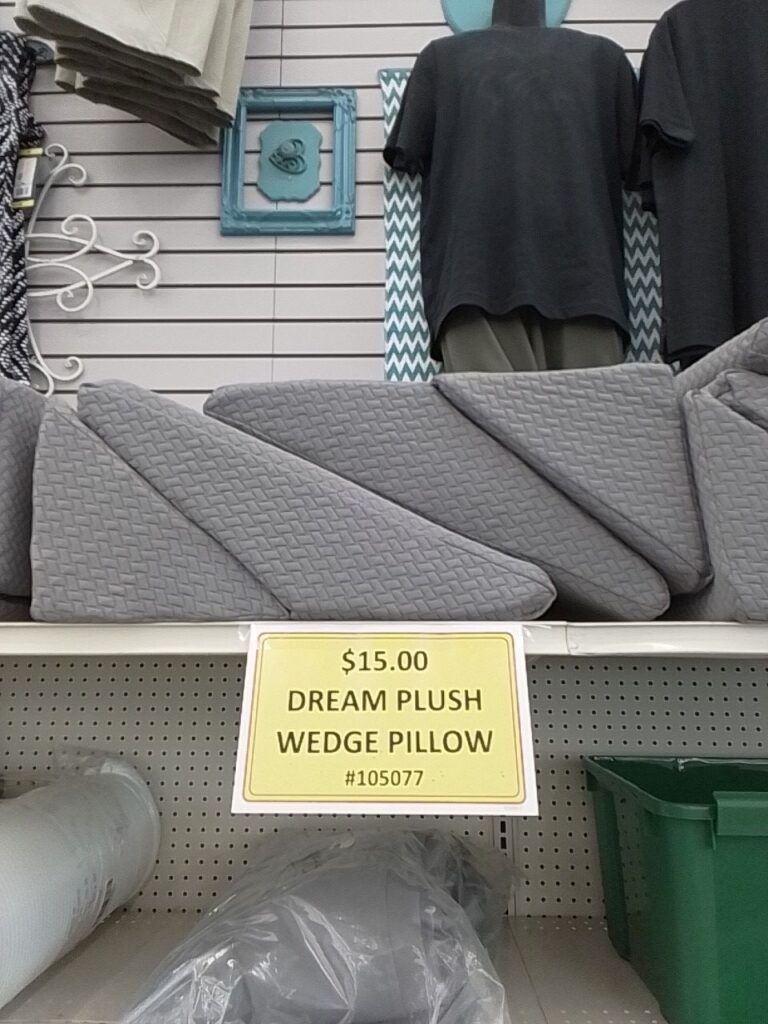 $15.00
DREAM PLUSH
WEDGE PILLOW
#105077